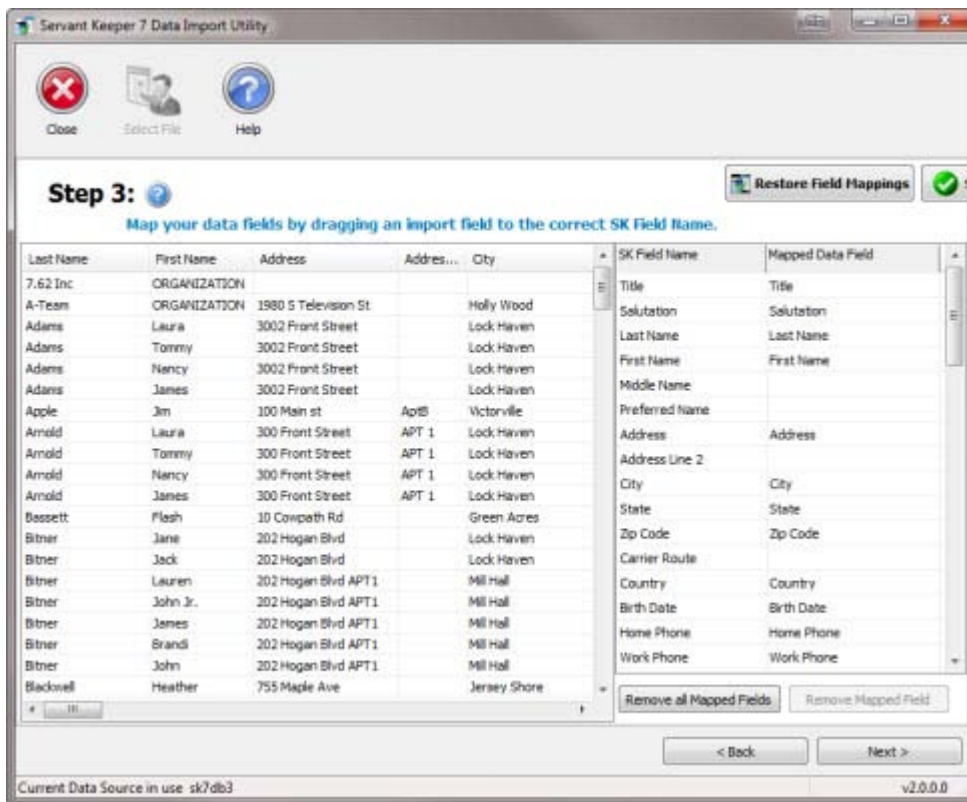 Servant Keeper 7 Data Import Utility
Close Select File Help
Step 3:
Restore Field Mappings
Map your data fields by dragging an import field to the correct SK Field Name.
Last Name First Name Address Addres... City
7.62 Inc ORGANIZATION
A-Team ORGANIZATION 1980 S Television St Holly Wood
Adams Laura 3002 Front Street Lock Haven
Adams Tommy 3002 Front Street Lock Haven
Adams Nancy 3002 Front Street Lock Haven
Adams James 3002 Front Street Lock Haven
Apple Jim 100 Main st AptB Victorville
Arnold Laura 300 Front Street APT 1 Lock Haven
Arnold Tommy 300 Front Street APT 1 Lock Haven
Arnold Nancy 300 Front Street APT 1 Lock Haven
Arnold James 300 Front Street APT 1 Lock Haven
Bassett Flash 10 Cowpath Rd Green Acres
Bitner Jane 202 Hogan Blvd Lock Haven
Bitner Jack 202 Hogan Blvd Lock Haven
Bitner Lauren 202 Hogan Blvd APT1 Mill Hall
Bitner John Jr. 202 Hogan Blvd APT1 Mill Hall
Bitner James 202 Hogan Blvd APT1 Mill Hall
Bitner Brandi 202 Hogan Blvd APT1 Mill Hall
Bitner John 202 Hogan Blvd APT1 Mill Hall
Blackwell Heather 755 Maple Ave Jersey Shore
SK Field Name Mapped Data Field
Title Title
Salutation Salutation
Last Name Last Name
First Name First Name
Middle Name
Preferred Name
Address Address
Address Line 2
City City
State State
Zip Code Zip Code
Carrier Route
Country Country
Birth Date Birth Date
Home Phone Home Phone
Work Phone Work Phone
Remove all Mapped Fields Remove Mapped Field
< Back Next >
Current Data Source in use sk7db3 v2.0.0.0